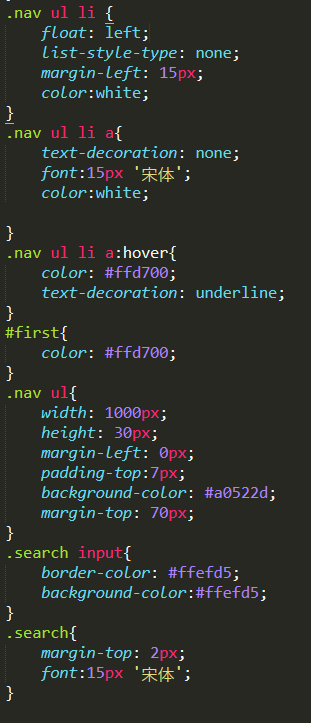 }
.nav ul li {
    float: left;
    list-style-type: none;
    margin-left: 15px;
    color:white;
}
.nav ul li a{
    text-decoration: none;
    font:15px '宋体';
    color:white;

}
.nav ul li a:hover{
    color: #ffd700;
    text-decoration: underline;
}
#first{
    color: #ffd700;
}
.nav ul{
    width: 1000px;
    height: 30px;
    margin-left: 0px;
    padding-top:7px;
    background-color: #a0522d;
    margin-top: 70px;
}
.search input{
    border-color: #ffefd5;
    background-color:#ffefd5;
}
.search{
    margin-top: 2px;
    font:15px '宋体';
}